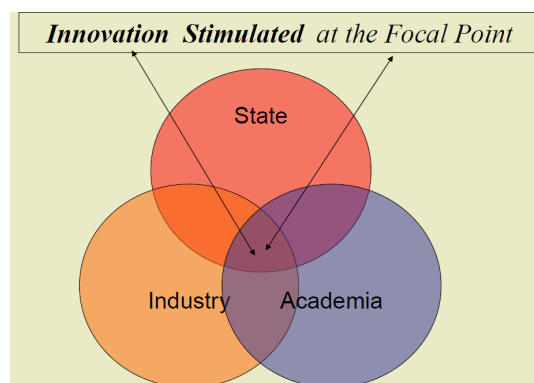 Innovation Stimulated at the Focal Point
State
Industry
Academia